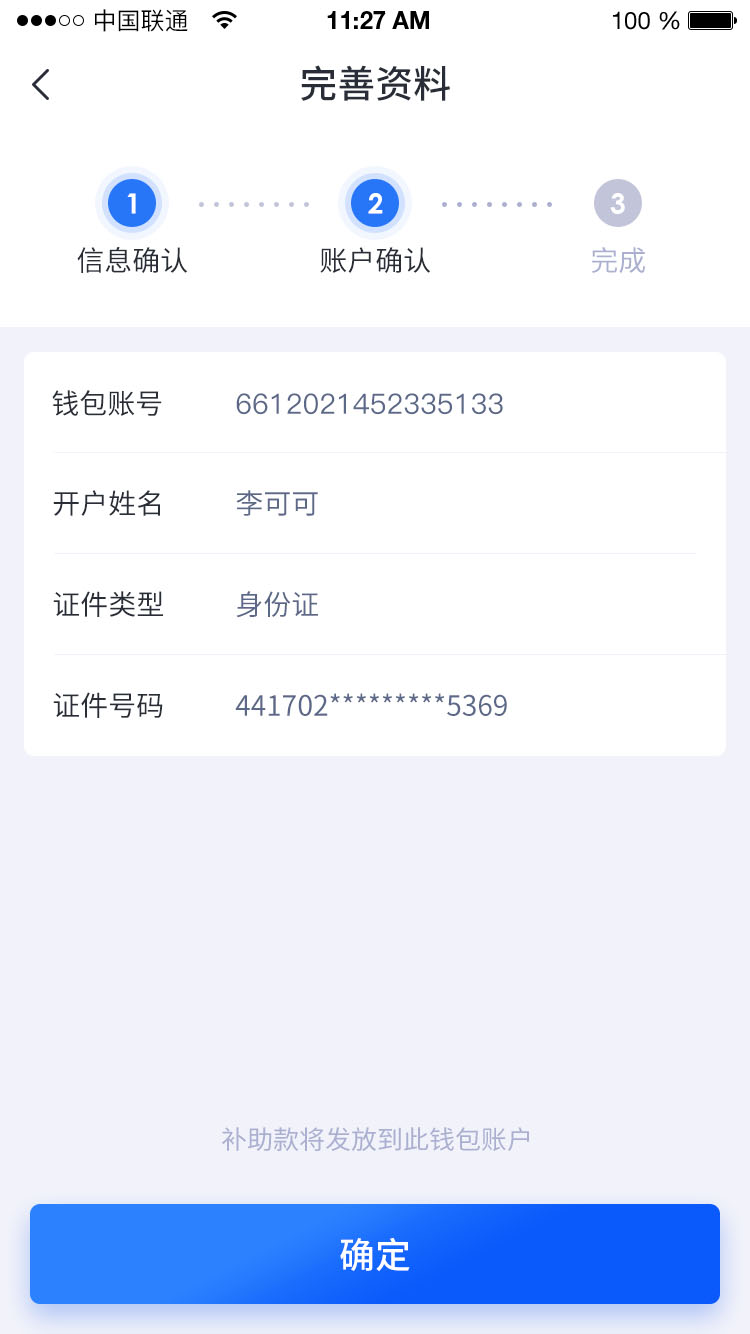 中国联通 11:27 AM 100 %
完善资料
1 2 3
信息确认 账户确认 完成
钱包账号 6612021452335133
开户姓名 李可可
证件类型 身份证
证件号码 441702*********5369
补助款将发放到此钱包账户
确定